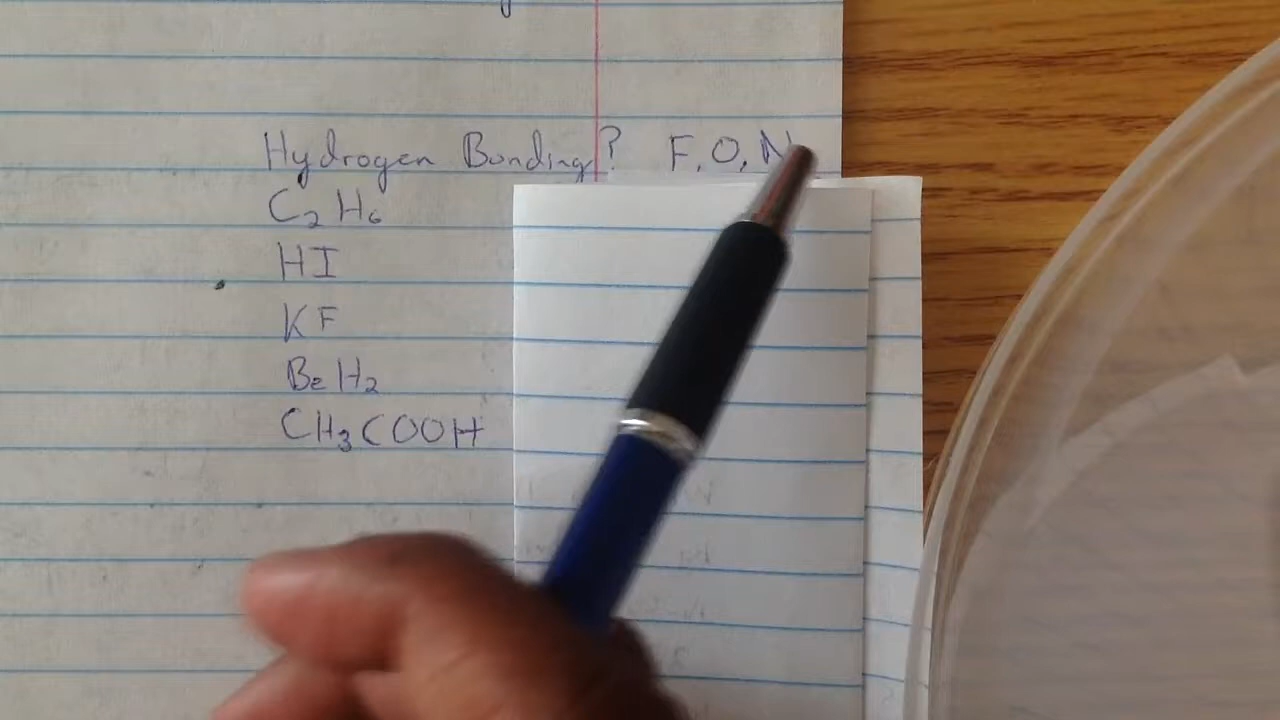 Hydrogen Bonding? F, O, N
C₂H₆
HI
KF
BeH₂
CH₃COOH